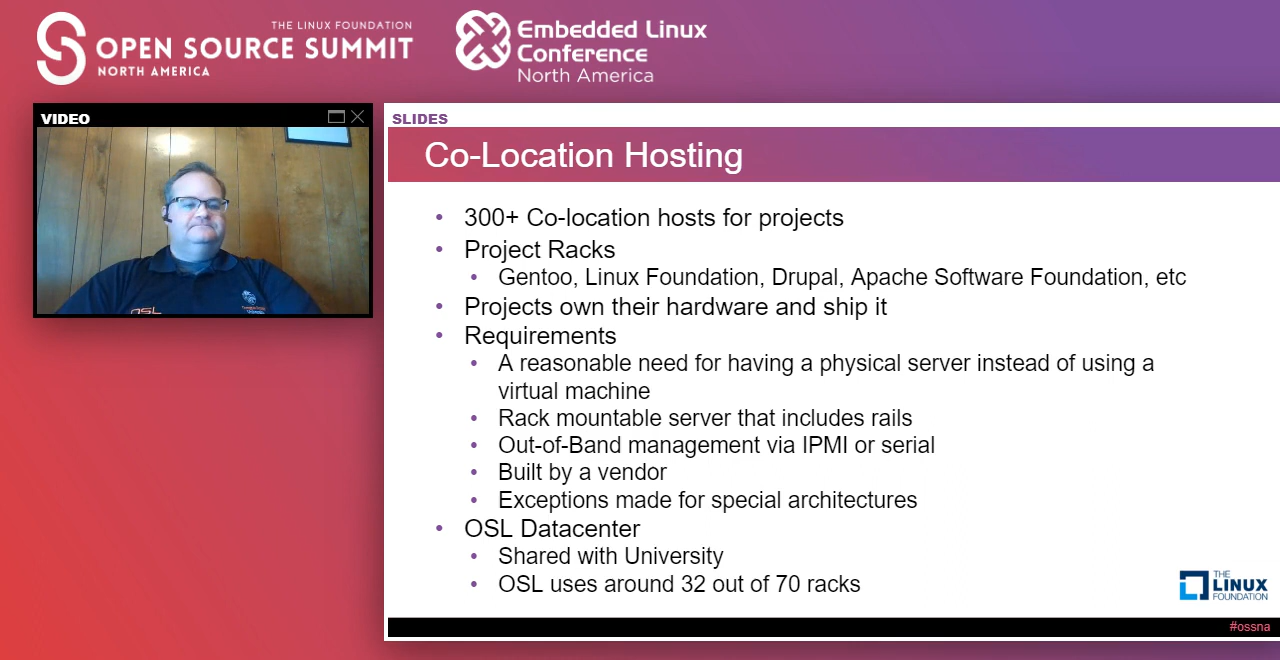 THE LINUX FOUNDATION
OPEN SOURCE SUMMIT
NORTH AMERICA
Embedded Linux
Conference
North America
VIDEO
OSL
SLIDES
Co-Location Hosting
• 300+ Co-location hosts for projects
• Project Racks
• Gentoo, Linux Foundation, Drupal, Apache Software Foundation, etc
• Projects own their hardware and ship it
• Requirements
• A reasonable need for having a physical server instead of using a
virtual machine
• Rack mountable server that includes rails
• Out-of-Band management via IPMI or serial
• Built by a vendor
• Exceptions made for special architectures
• OSL Datacenter
• Shared with University
• OSL uses around 32 out of 70 racks
THE
LINUX
FOUNDATION
#ossna